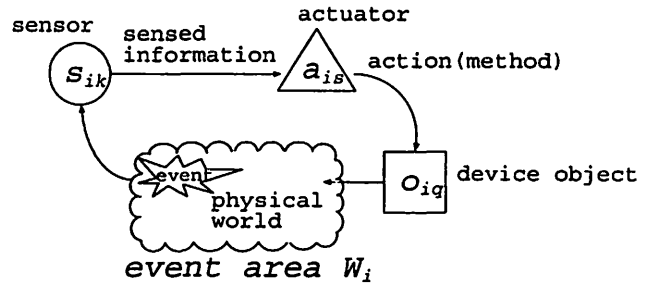 actuator
sensor
sensed
information
action(method)
s_ik
a_is
o_iq
device object
event
physical
world
event area W_i